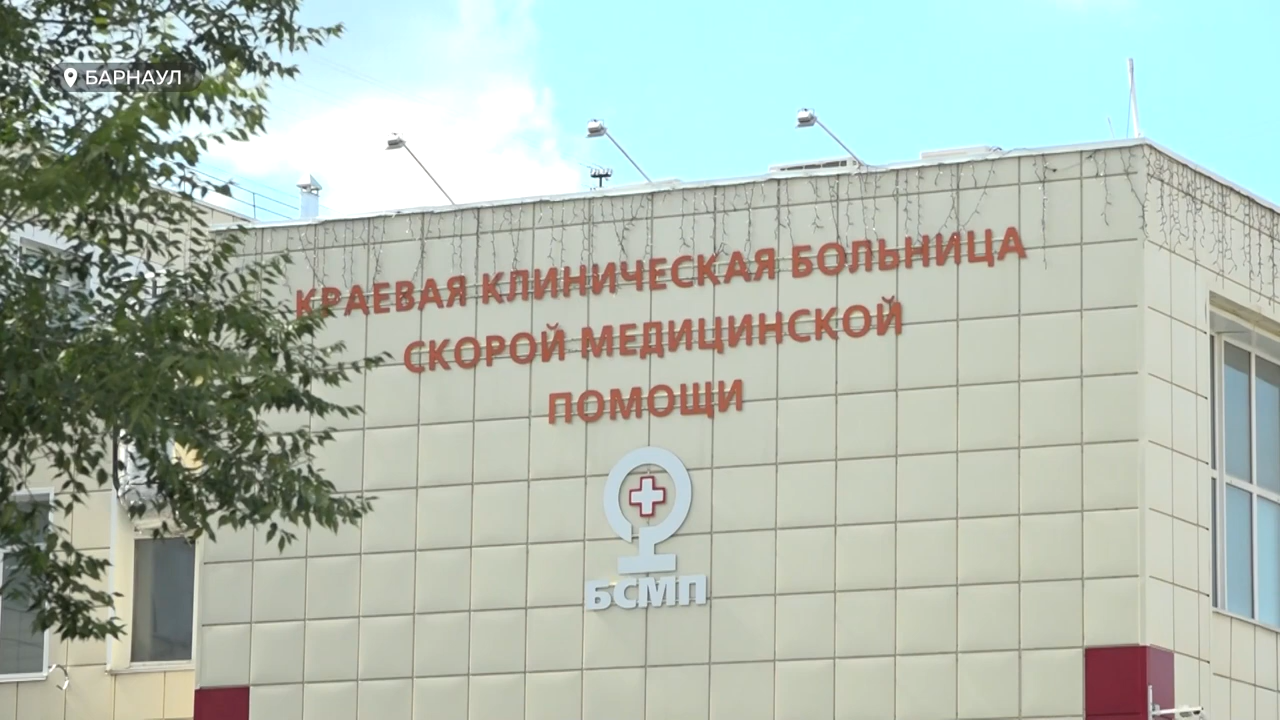 БАРНАУЛ
КРАЕВАЯ КЛИНИЧЕСКАЯ БОЛЬНИЦА
СКОРОЙ МЕДИЦИНСКОЙ
ПОМОЩИ
БСМП